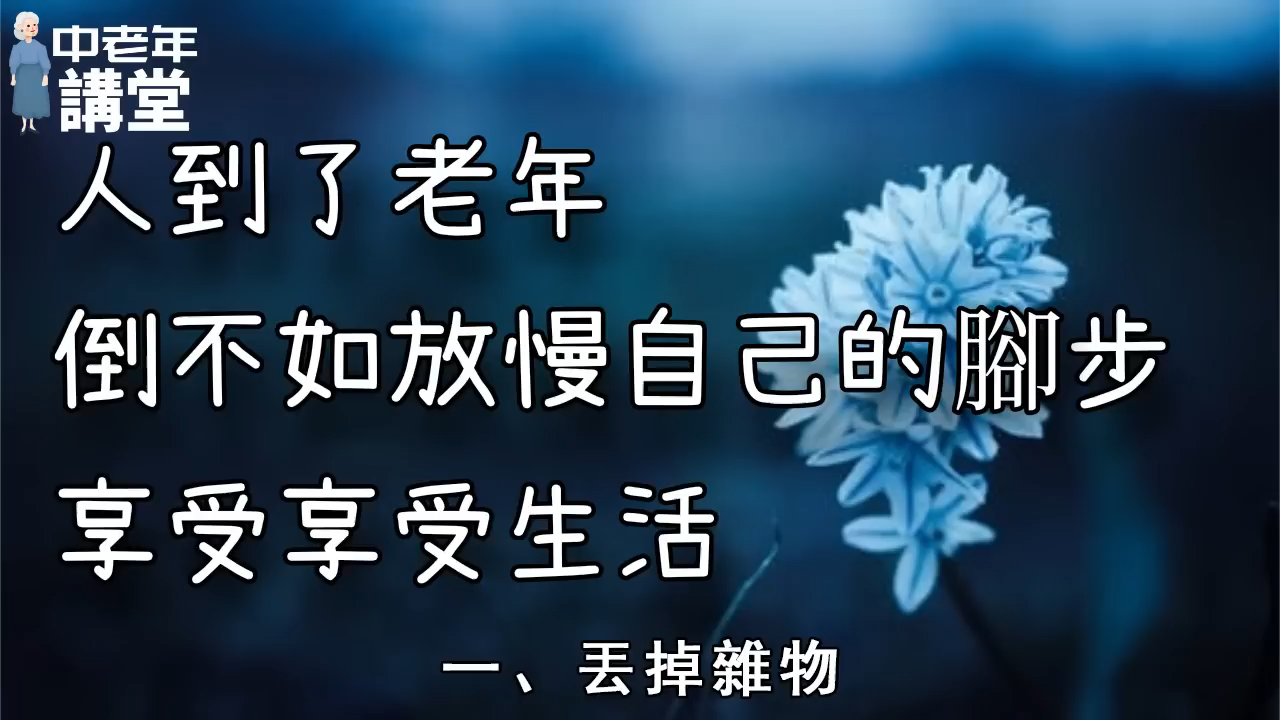 中老年
講堂
人到了老年
倒不如放慢自己的腳步
享受享受生活
一、丟掉雜物